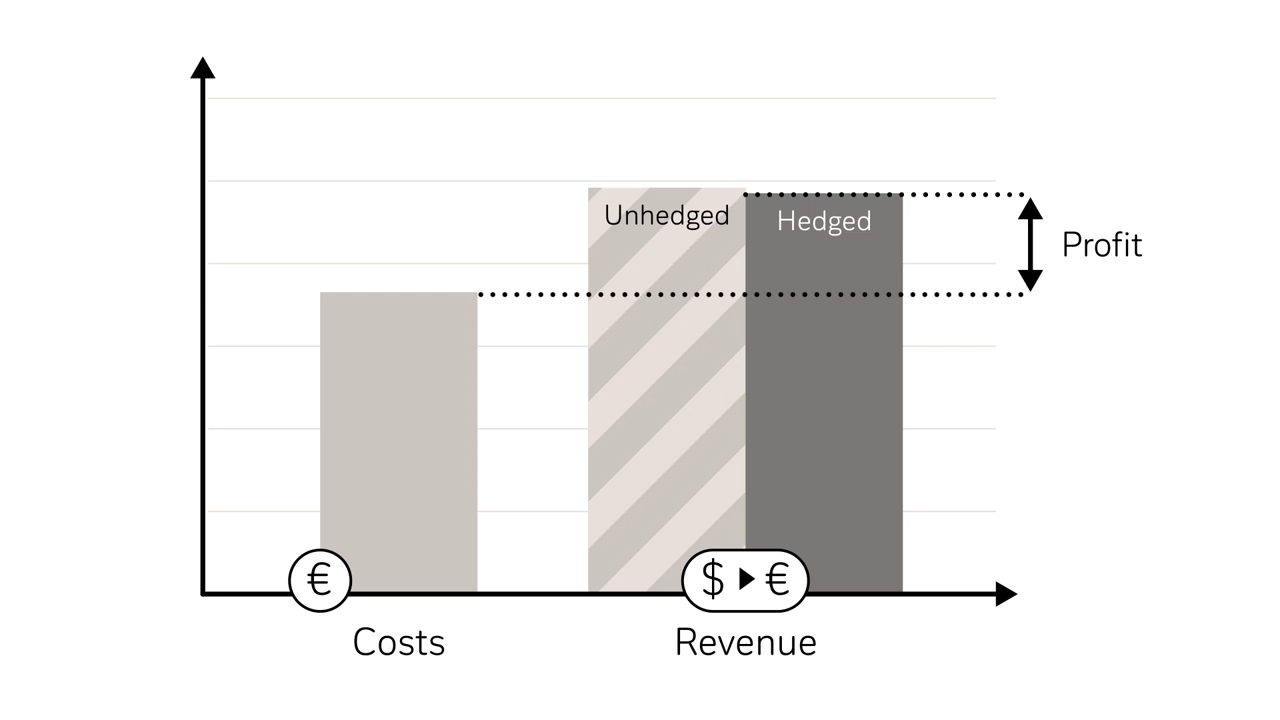 Unhedged
Hedged
Profit
€
$ ▶ €
Costs
Revenue